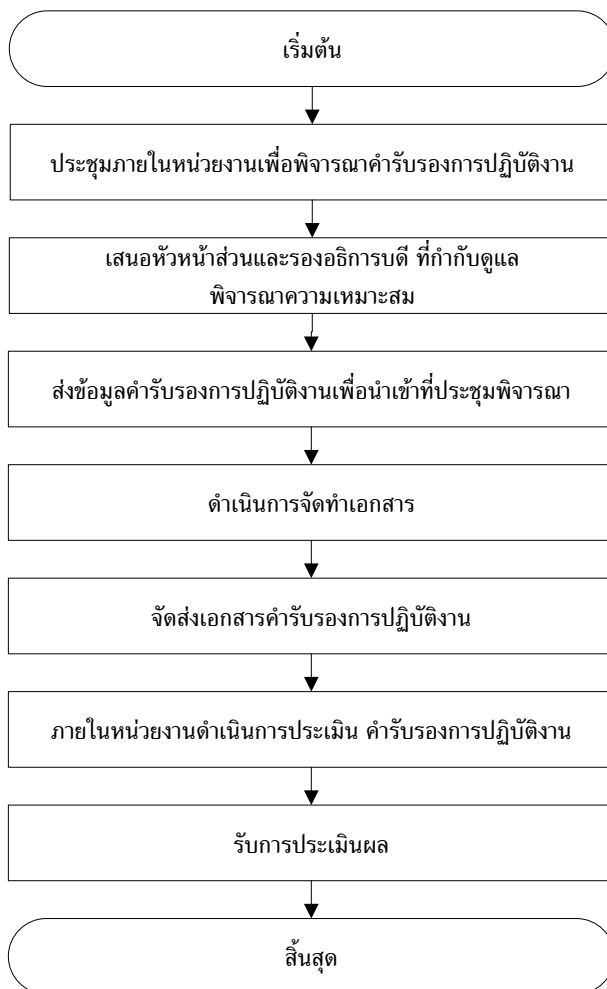 เริ่มต้น
ประชุมภายในหน่วยงานเพื่อพิจารณาคำรับรองการปฏิบัติงาน
เสนอหัวหน้าส่วนและรองอธิการบดี ที่กำกับดูแล
พิจารณาความเหมาะสม
ส่งข้อมูลคำรับรองการปฏิบัติงานเพื่อนำเข้าที่ประชุมพิจารณา
ดำเนินการจัดทำเอกสาร
จัดส่งเอกสารคำรับรองการปฏิบัติงาน
ภายในหน่วยงานดำเนินการประเมิน คำรับรองการปฏิบัติงาน
รับการประเมินผล
สิ้นสุด